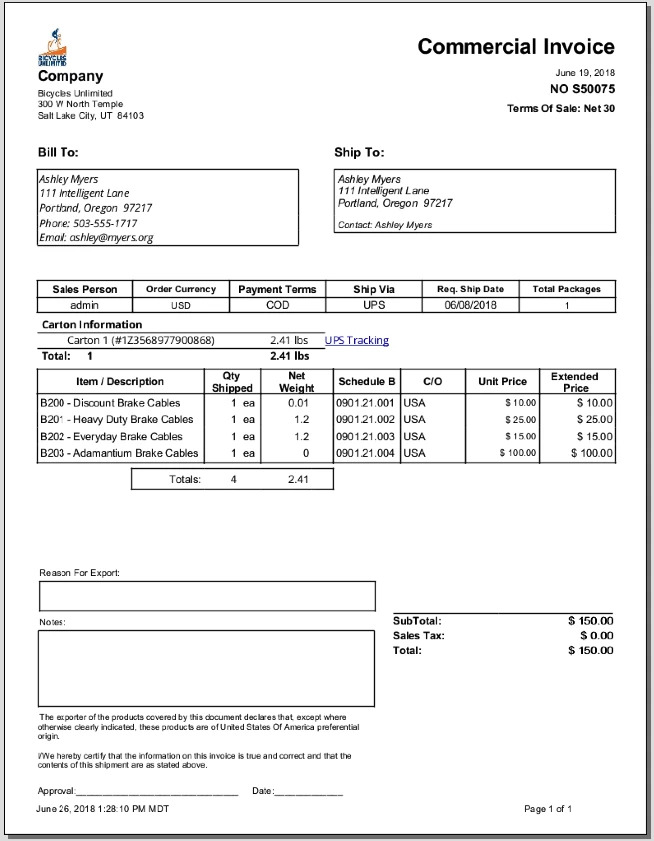 BICYCLES
UNLIMITED
Company
Bicycles Unlimited
300 W North Temple
Salt Lake City, UT 84103
Commercial Invoice
June 19, 2018
NO S50075
Terms Of Sale: Net 30
Bill To:
Ashley Myers
111 Intelligent Lane
Portland, Oregon 97217
Phone: 503-555-1717
Email: ashley@myers.org
Ship To:
Ashley Myers
111 Intelligent Lane
Portland, Oregon 97217
Contact: Ashley Myers
Sales Person Order Currency Payment Terms Ship Via Req. Ship Date Total Packages
admin USD COD UPS 06/08/2018 1
Carton Information
Carton 1 (#1Z3568977900868) 2.41 lbs UPS Tracking
Total: 1 2.41 lbs
Item / Description Qty Shipped Net Weight Schedule B C/O Unit Price Extended Price
B200 - Discount Brake Cables 1 ea 0.01 0901.21.001 USA $ 10.00 $ 10.00
B201 - Heavy Duty Brake Cables 1 ea 1.2 0901.21.002 USA $ 25.00 $ 25.00
B202 - Everyday Brake Cables 1 ea 1.2 0901.21.003 USA $ 15.00 $ 15.00
B203 - Adamantium Brake Cables 1 ea 0 0901.21.004 USA $ 100.00 $ 100.00
Totals: 4 2.41
Reason For Export:
Notes:
SubTotal: $ 150.00
Sales Tax: $ 0.00
Total: $ 150.00
The exporter of the products covered by this document declares that, except where
otherwise clearly indicated, these products are of United States Of America preferential
origin.
I/We hereby certify that the information on this invoice is true and correct and that the
contents of this shipment are as stated above.
Approval:________________ Date:____________
June 26, 2018 1:28:10 PM MDT Page 1 of 1